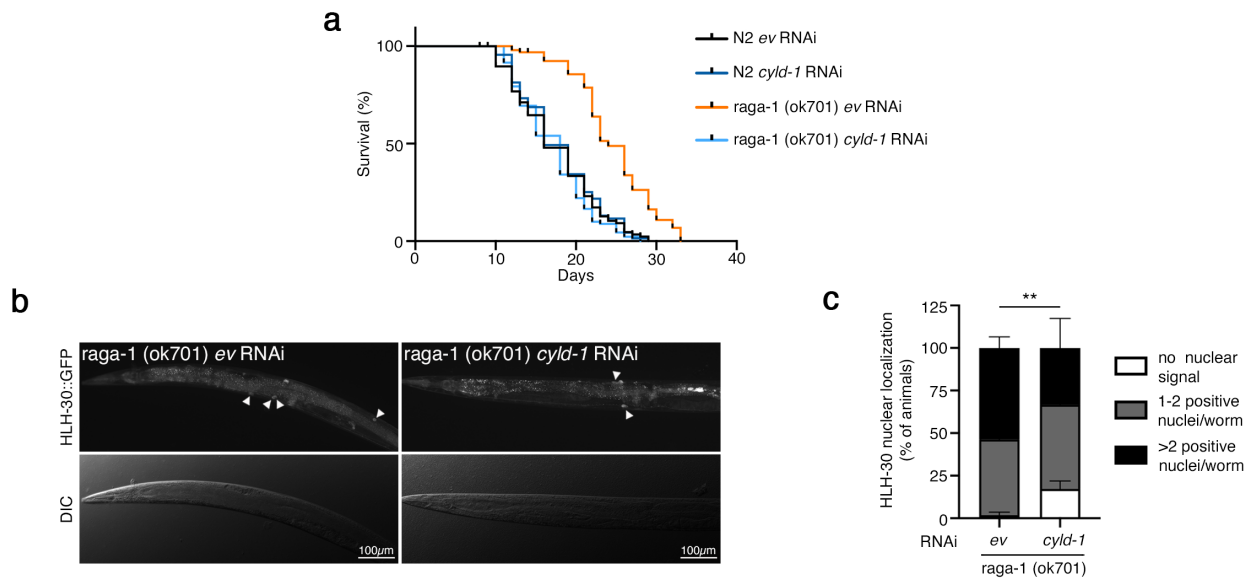 a
Survival (%)
100
50
0
0
10
20
30
40
Days
N2 ev RNAi
N2 cyld-1 RNAi
raga-1 (ok701) ev RNAi
raga-1 (ok701) cyld-1 RNAi
b
HLH-30::GFP
raga-1 (ok701) ev RNAi
raga-1 (ok701) cyld-1 RNAi
DIC
100µm
100µm
c
HLH-30 nuclear localization
(% of animals)
125
100
75
50
25
0
**
RNAi
ev
cyld-1
raga-1 (ok701)
no nuclear
signal
1-2 positive
nuclei/worm
>2 positive
nuclei/worm